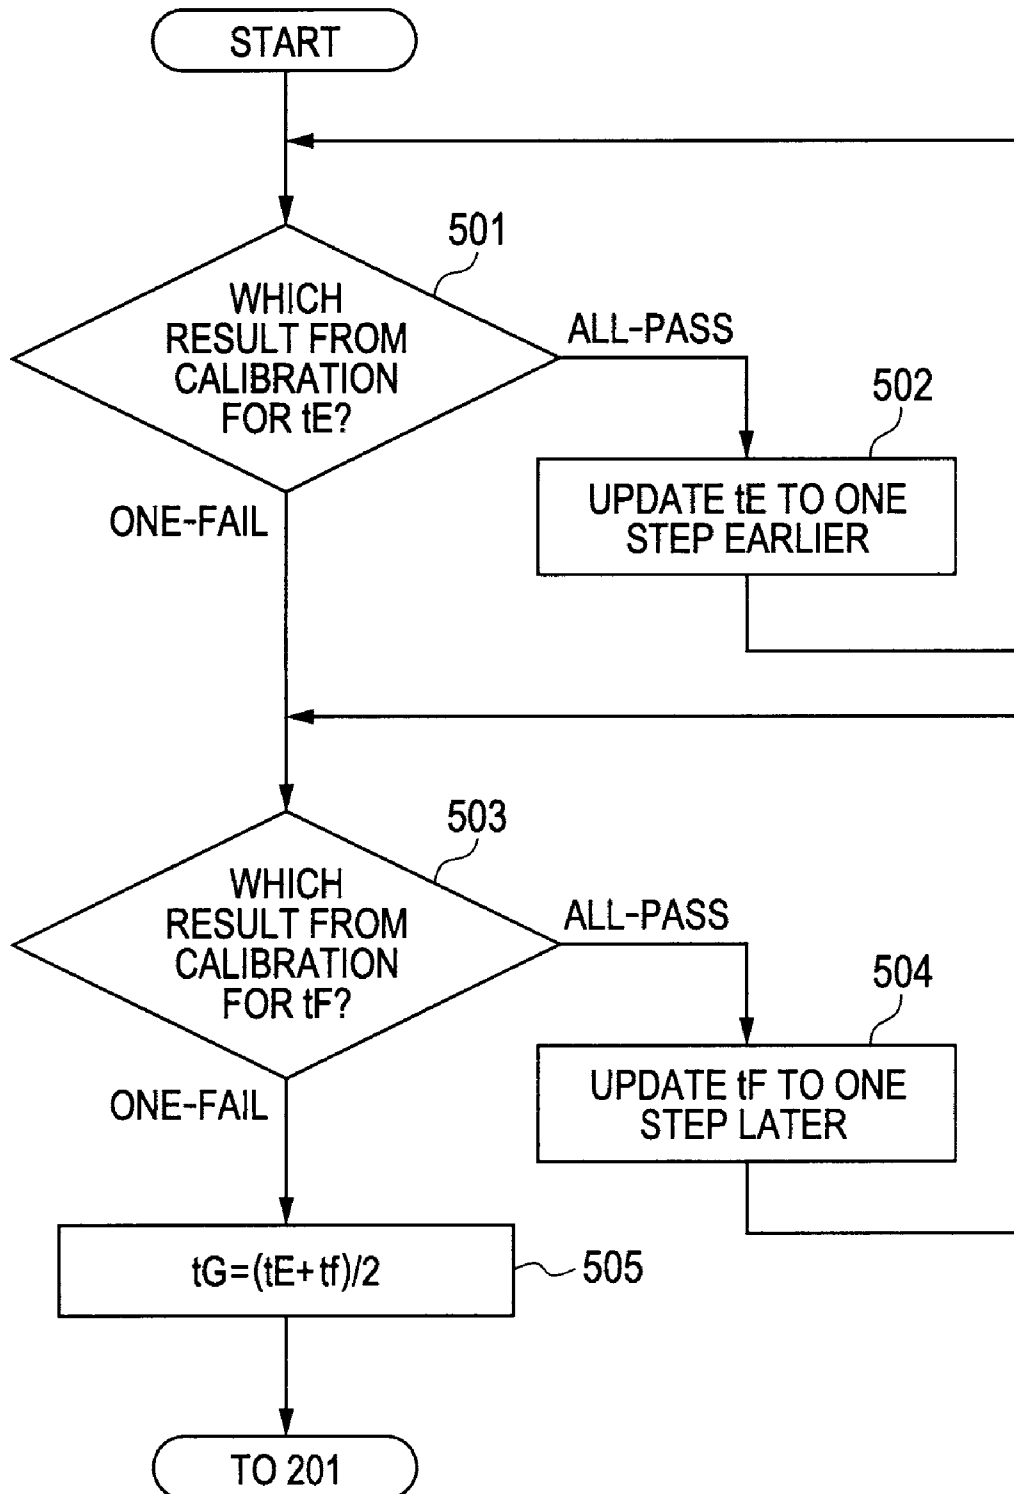 START
501
WHICH
RESULT FROM
CALIBRATION
FOR tE?
ALL-PASS
502
UPDATE tE TO ONE
STEP EARLIER
ONE-FAIL
503
WHICH
RESULT FROM
CALIBRATION
FOR tF?
ALL-PASS
504
UPDATE tF TO ONE
STEP LATER
ONE-FAIL
tG=(tE+tf)/2
505
TO 201